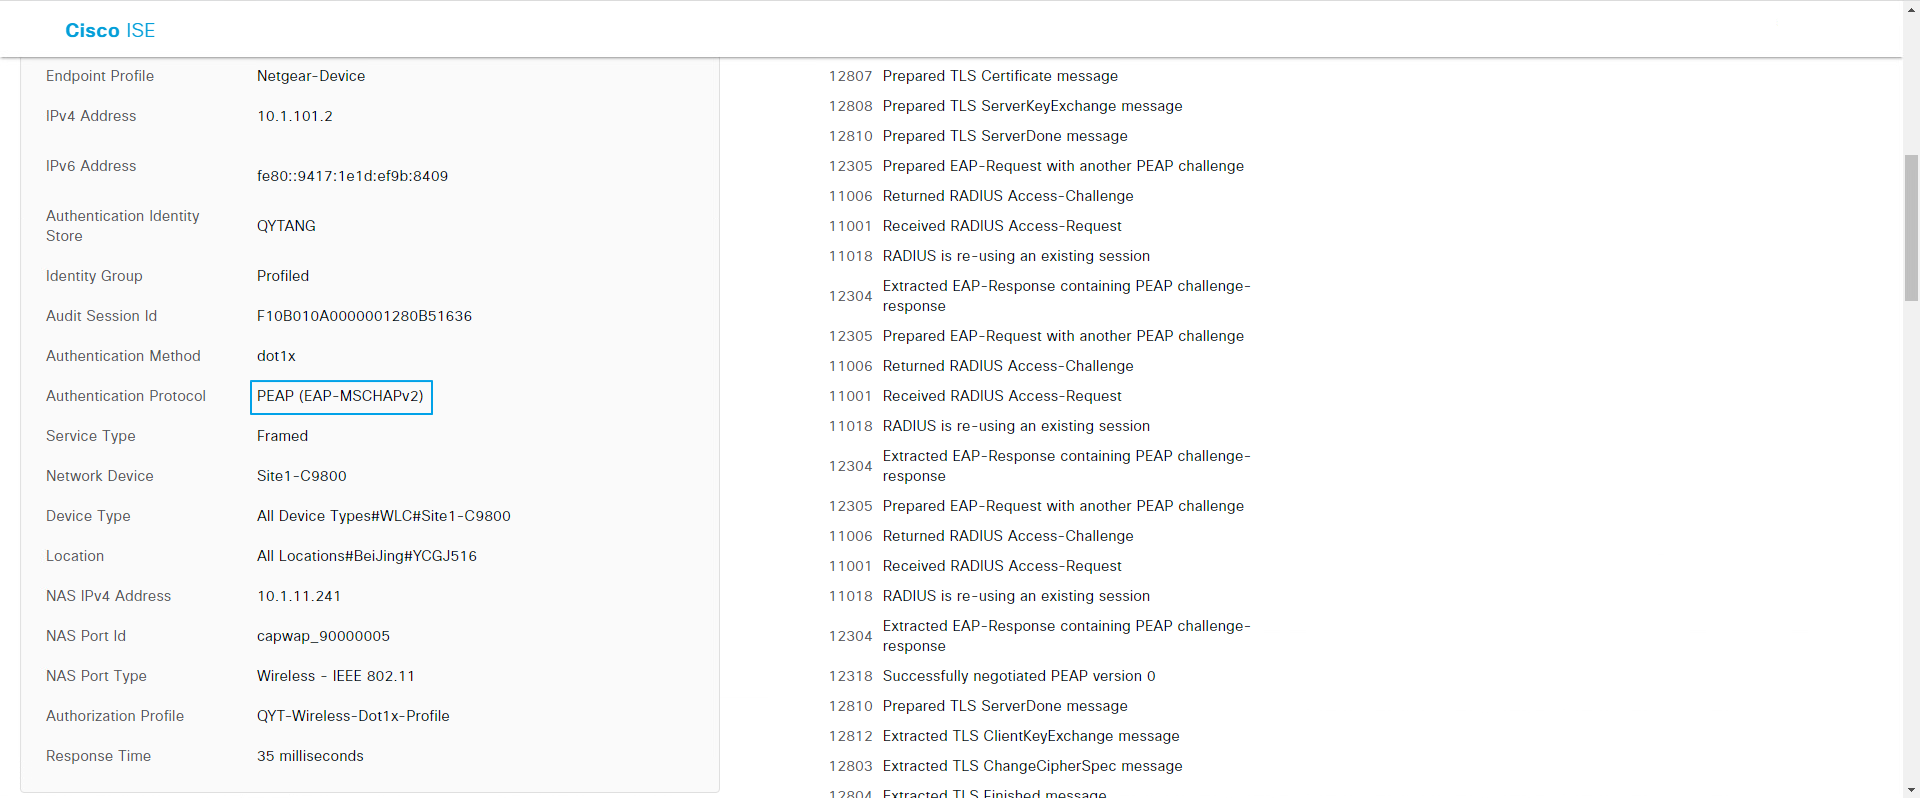 Cisco ISE
Endpoint Profile Netgear-Device
IPv4 Address 10.1.101.2
IPv6 Address
fe80::9417:1e1d:ef9b:8409
Authentication Identity
Store
QYTANG
Identity Group Profiled
Audit Session Id F10B010A0000001280B51636
Authentication Method dot1x
Authentication Protocol PEAP (EAP-MSCHAPv2)
Service Type Framed
Network Device Site1-C9800
Device Type All Device Types#WLC#Site1-C9800
Location All Locations#BeiJing#YCGJ516
NAS IPv4 Address 10.1.11.241
NAS Port Id capwap_90000005
NAS Port Type Wireless - IEEE 802.11
Authorization Profile QYT-Wireless-Dot1x-Profile
Response Time 35 milliseconds
12807 Prepared TLS Certificate message
12808 Prepared TLS ServerKeyExchange message
12810 Prepared TLS ServerDone message
12305 Prepared EAP-Request with another PEAP challenge
11006 Returned RADIUS Access-Challenge
11001 Received RADIUS Access-Request
11018 RADIUS is re-using an existing session
12304 Extracted EAP-Response containing PEAP challenge-
response
12305 Prepared EAP-Request with another PEAP challenge
11006 Returned RADIUS Access-Challenge
11001 Received RADIUS Access-Request
11018 RADIUS is re-using an existing session
12304 Extracted EAP-Response containing PEAP challenge-
response
12305 Prepared EAP-Request with another PEAP challenge
11006 Returned RADIUS Access-Challenge
11001 Received RADIUS Access-Request
11018 RADIUS is re-using an existing session
12304 Extracted EAP-Response containing PEAP challenge-
response
12318 Successfully negotiated PEAP version 0
12810 Prepared TLS ServerDone message
12812 Extracted TLS ClientKeyExchange message
12803 Extracted TLS ChangeCipherSpec message
12804 Extracted TLS Finished message